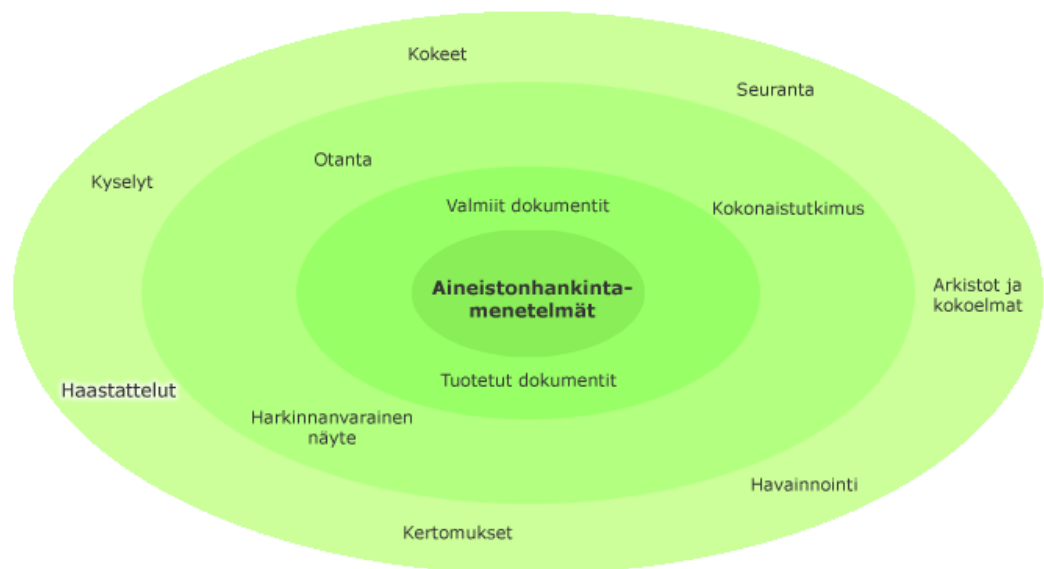 Kokeet
Seuranta
Otanta
Kyselyt
Valmiit dokumentit
Kokonaistutkimus
Aineistonhankinta-
menetelmät
Arkistot ja
kokoelmat
Tuotetut dokumentit
Haastattelut
Harkinnanvarainen
näyte
Havainnointi
Kertomukset